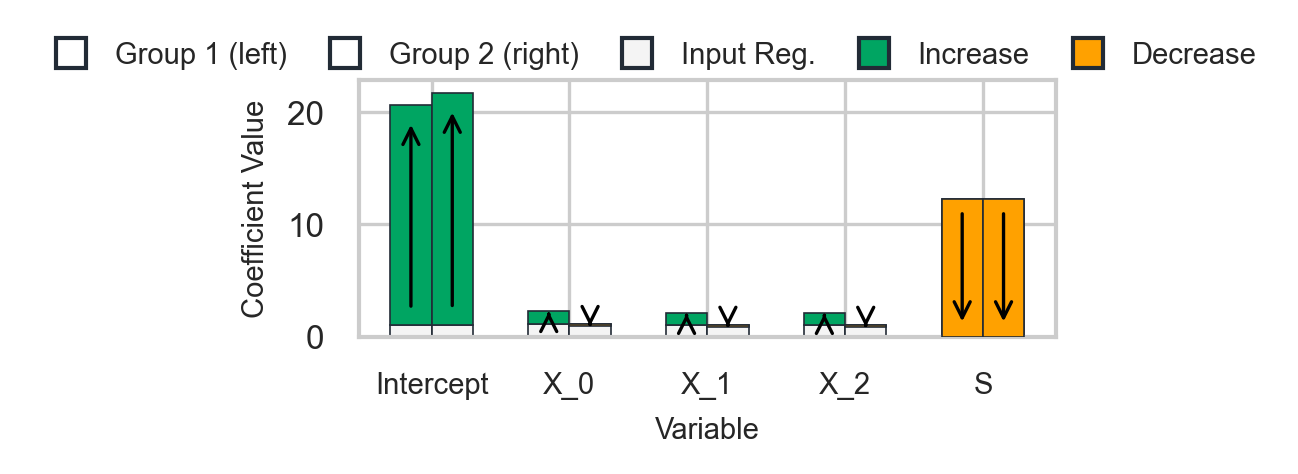 Group 1 (left) Group 2 (right) Input Reg. Increase Decrease
Coefficient Value
20
10
0
Intercept X_0 X_1 X_2 S
Variable